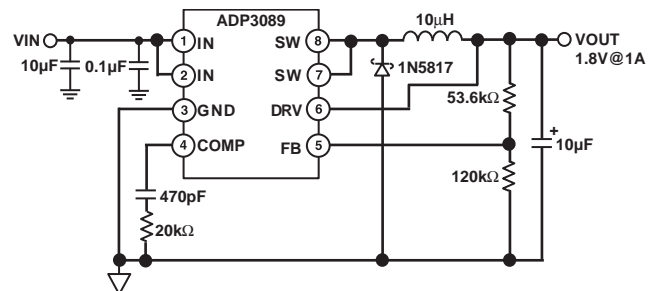 ADP3089
VIN
10µF
0.1µF
1 IN
2 IN
3 GND
4 COMP
SW 8
SW 7
DRV 6
FB 5
10µH
1N5817
VOUT
1.8V@1A
53.6kΩ
120kΩ
+
10µF
470pF
20kΩ